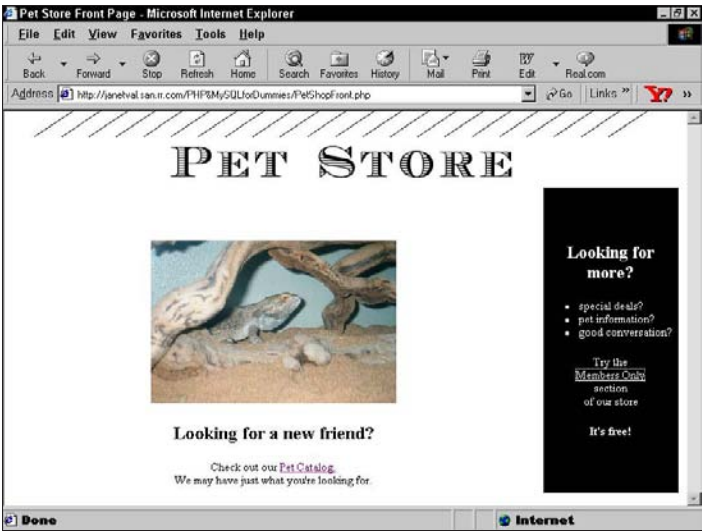 Pet Store Front Page - Microsoft Internet Explorer
File Edit View Favorites Tools Help
Back Forward Stop Refresh Home Search Favorites History Mail Print Edit Real.com
Address http://janetval.san.rr.com/PHP&MySQLforDummies/PetShopFront.php Go Links » Y? »
PET STORE
Looking for
more?
• special deals?
• pet information?
• good conversation?
Try the
Members Only
section
of our store
It's free!
Looking for a new friend?
Check out our Pet Catalog.
We may have just what you're looking for.
Done Internet